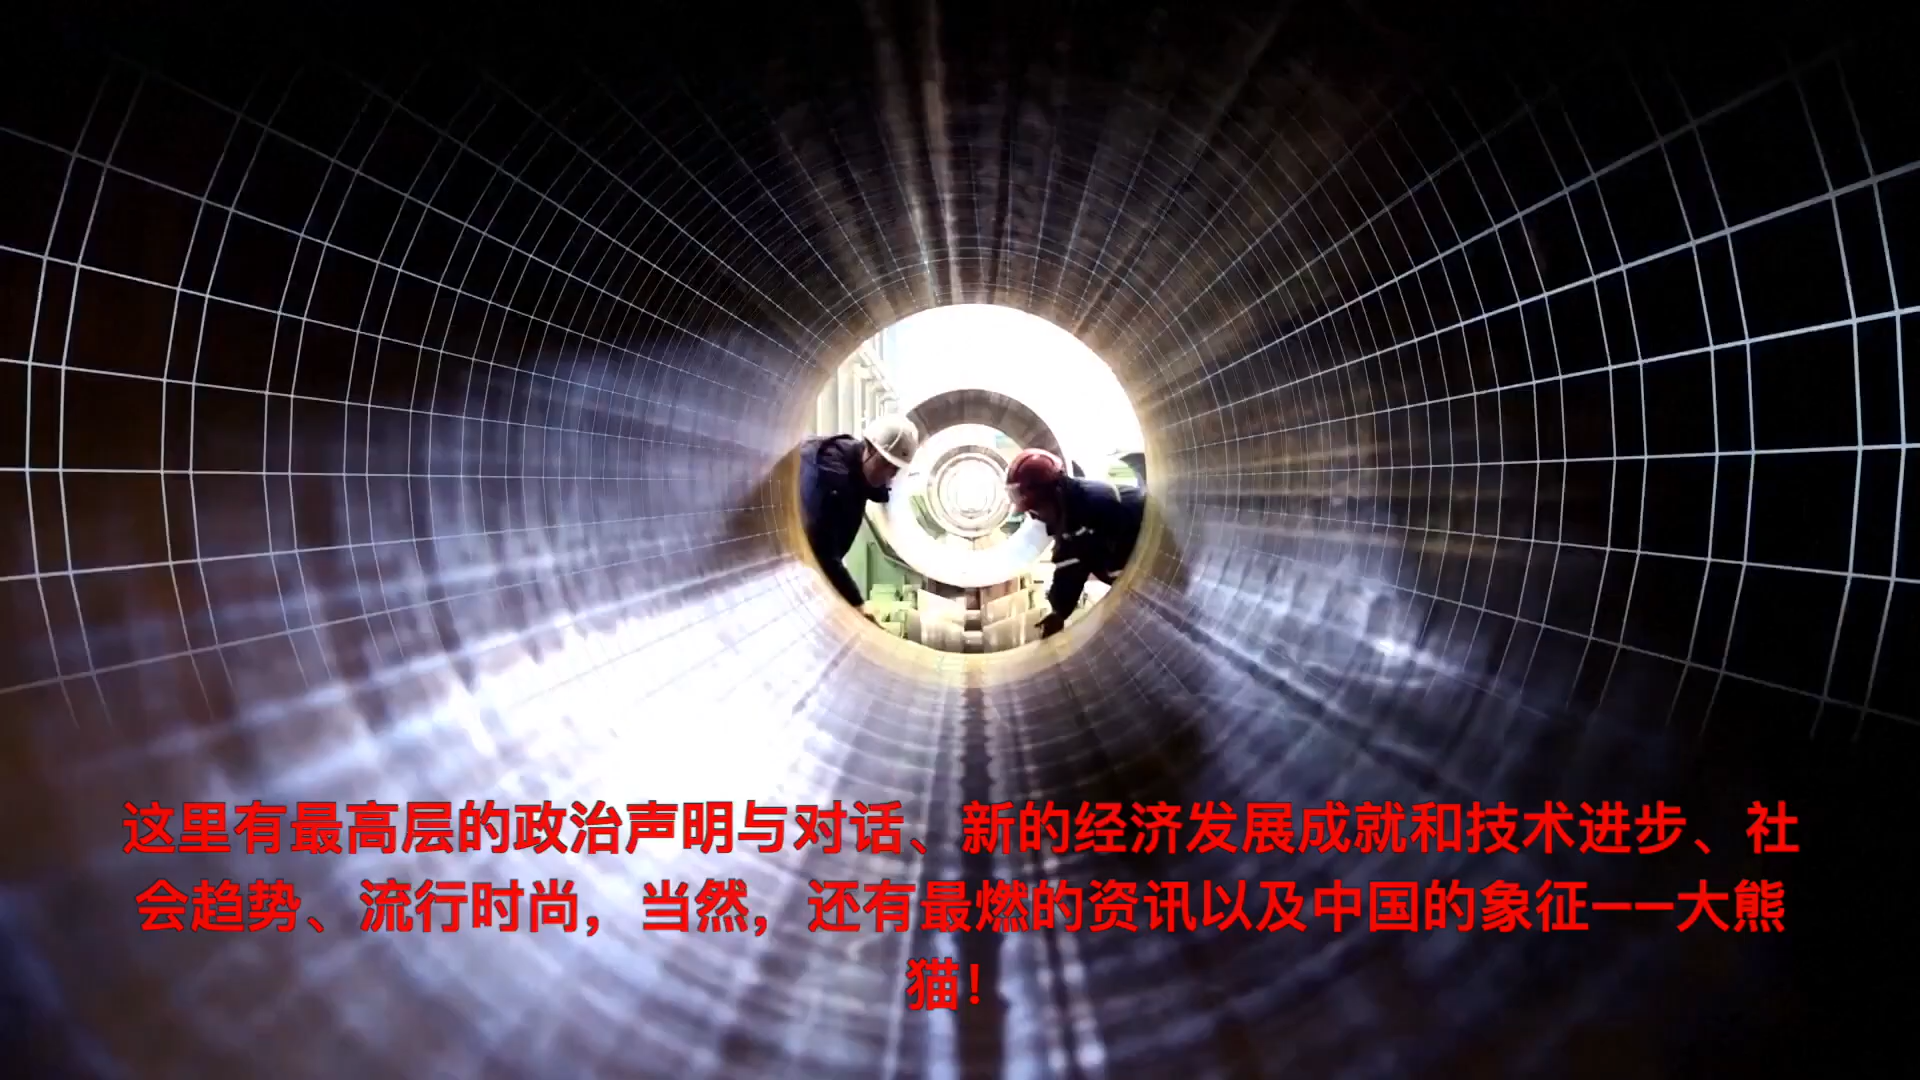 这里有最高层的政治声明与对话、新的经济发展成就和技术进步、社
会趋势、流行时尚，当然，还有最燃的资讯以及中国的象征——大熊
猫！